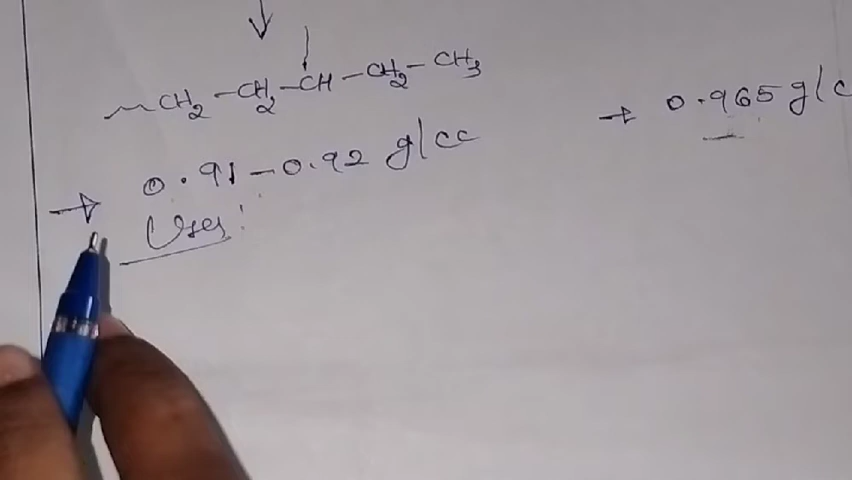 ~CH2 - CH2 - CH - CH2 - CH3
→ 0.91 - 0.92 g/cc
→ 0.965 g/c
Uses: